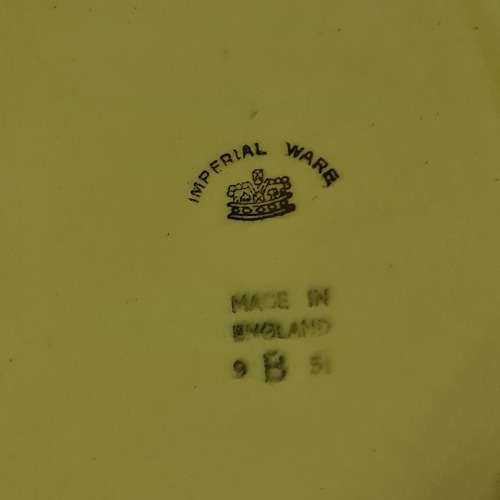 IMPERIAL WARE
MADE IN
ENGLAND
9 B 51